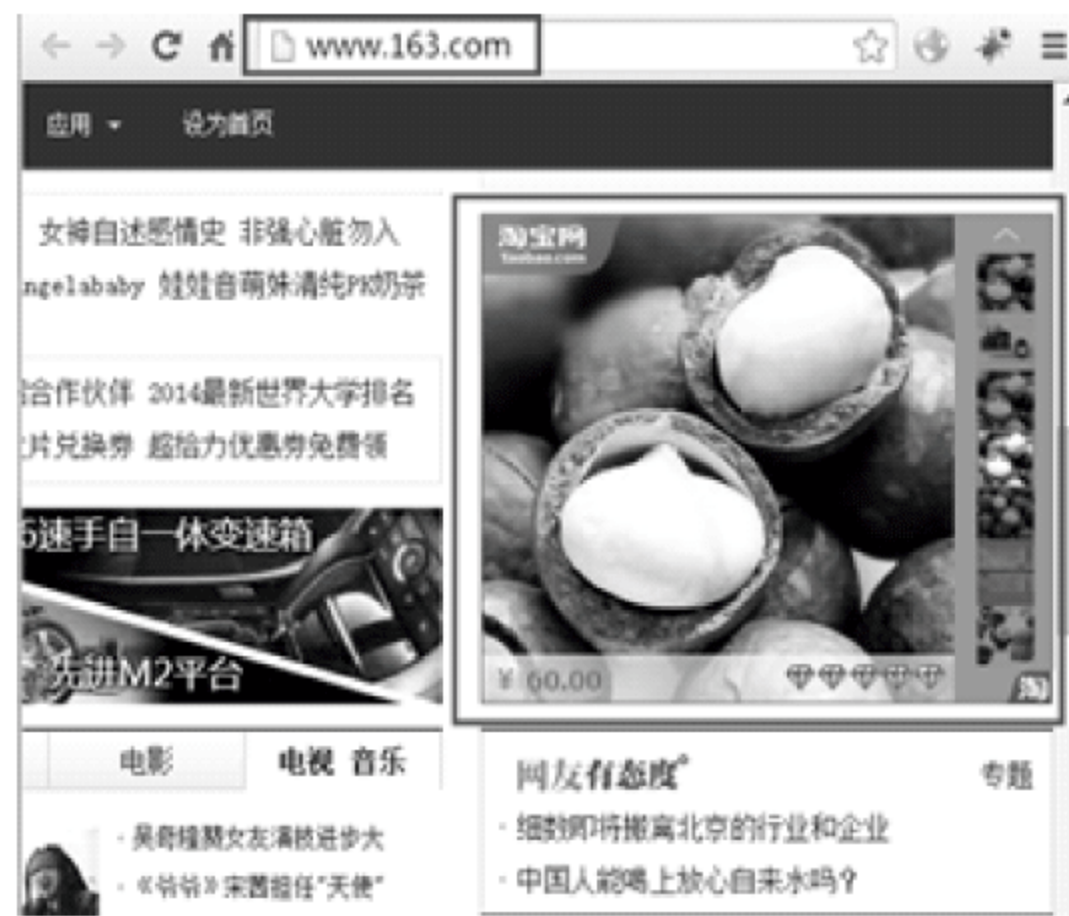 www.163.com
应用 设为首页
女神自述感情史 非强心脏勿入
ngelababy 娃娃音萌妹清纯PK奶茶
合作伙伴 2014最新世界大学排名
片兑换券 超给力优惠券免费领
6速手自一体变速箱
先进M2平台
电影 电视 音乐
吴奇隆赞女友演技进步大
《爷爷》宋茜担任"天使"
淘宝网
Taobao.com
¥ 60.00
淘
网友有态度°
专题
细数即将搬离北京的行业和企业
中国人能喝上放心自来水吗?